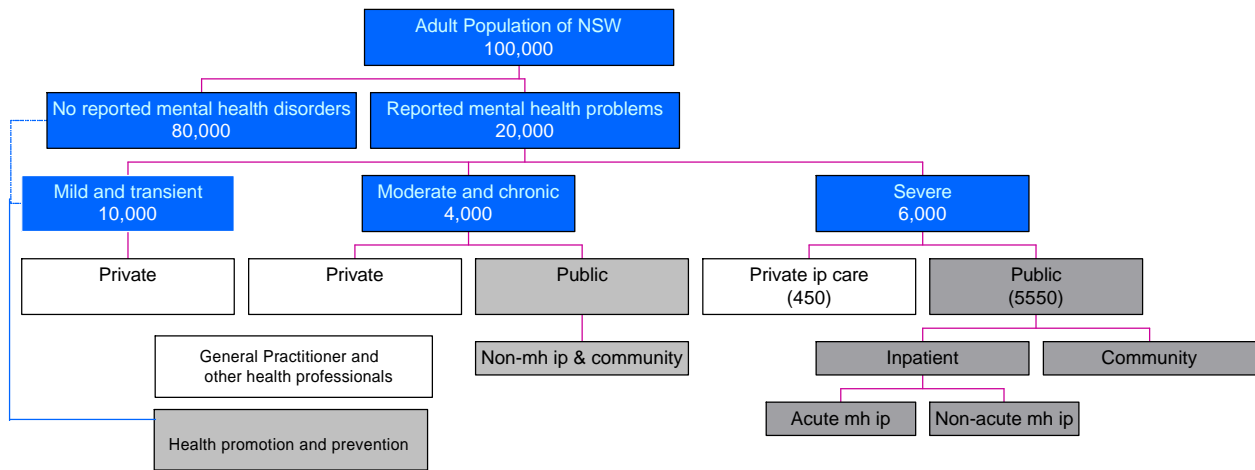 Adult Population of NSW
100,000
No reported mental health disorders
80,000
Reported mental health problems
20,000
Mild and transient
10,000
Moderate and chronic
4,000
Severe
6,000
Private
Private
Public
Private ip care
(450)
Public
(5550)
General Practitioner and
other health professionals
Non-mh ip & community
Inpatient
Community
Health promotion and prevention
Acute mh ip
Non-acute mh ip